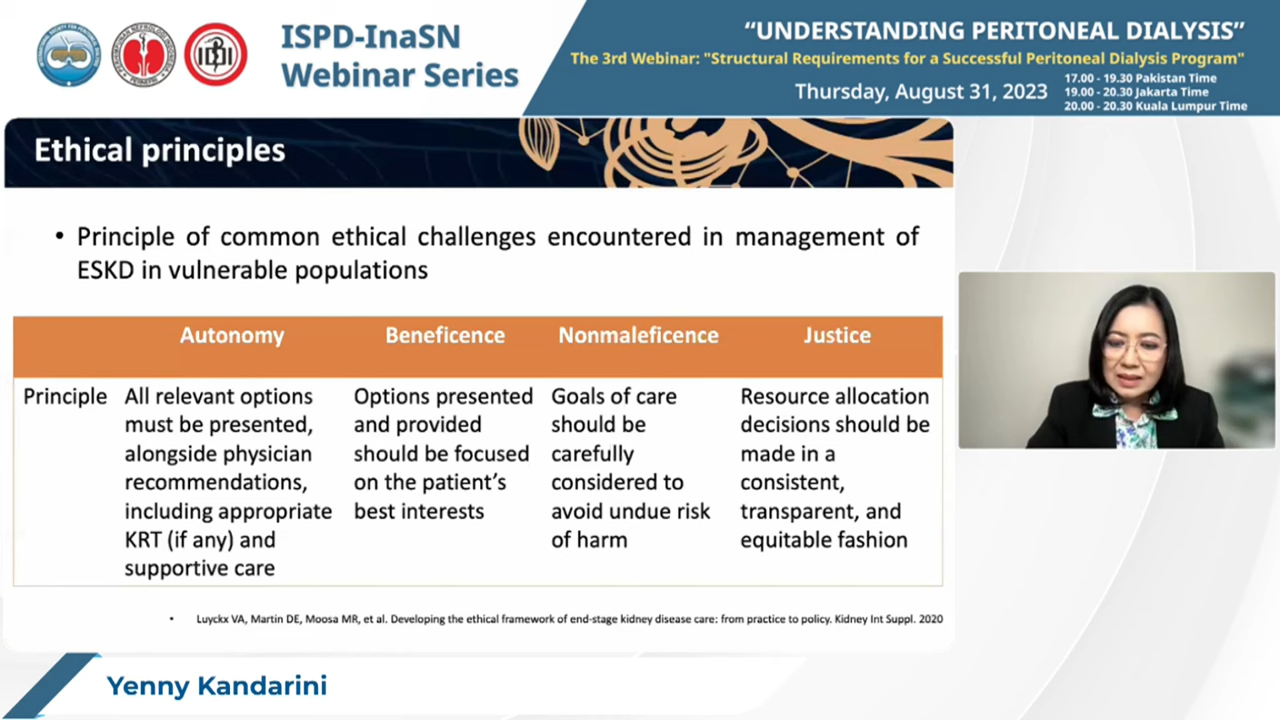 ISPD-InaSN
Webinar Series
“UNDERSTANDING PERITONEAL DIALYSIS”
The 3rd Webinar: "Structural Requirements for a Successful Peritoneal Dialysis Program"
Thursday, August 31, 2023
17.00 - 19.30 Pakistan Time
19.00 - 20.30 Jakarta Time
20.00 - 20.30 Kuala Lumpur Time
Ethical principles
• Principle of common ethical challenges encountered in management of
ESKD in vulnerable populations
Autonomy Beneficence Nonmaleficence Justice
Principle
All relevant options
must be presented,
alongside physician
recommendations,
including appropriate
KRT (if any) and
supportive care
Options presented
and provided
should be focused
on the patient’s
best interests
Goals of care
should be
carefully
considered to
avoid undue risk
of harm
Resource allocation
decisions should be
made in a
consistent,
transparent, and
equitable fashion
• Luyckx VA, Martin DE, Moosa MR, et al. Developing the ethical framework of end-stage kidney disease care: from practice to policy. Kidney Int Suppl. 2020
Yenny Kandarini